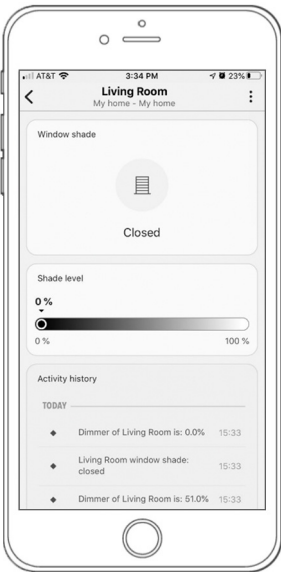 AT&T 3:34 PM 23%
Living Room
My home - My home
Window shade
Closed
Shade level
0 %
0 % 100 %
Activity history
TODAY
Dimmer of Living Room is: 0.0% 15:33
Living Room window shade:
closed 15:33
Dimmer of Living Room is: 51.0% 15:33